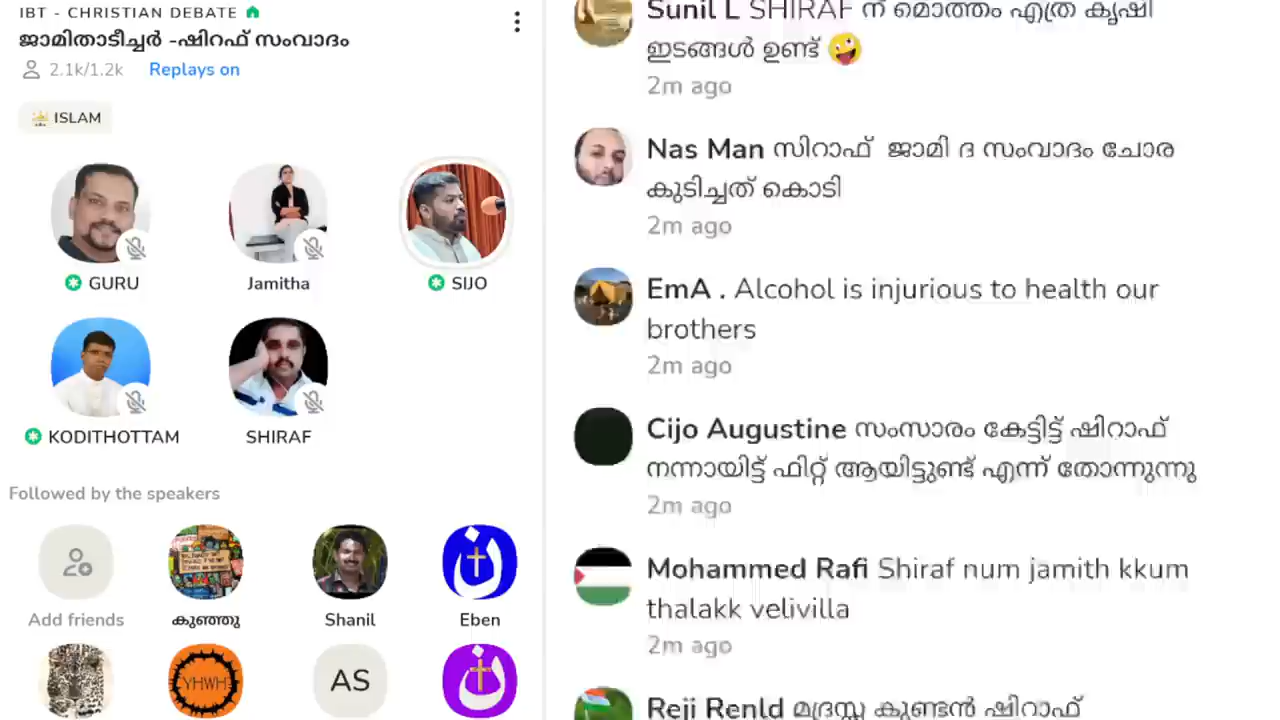 IBT - CHRISTIAN DEBATE
ജാമിതാടീച്ചർ -ഷിറഫ് സംവാദം
2.1k/1.2k Replays on
ISLAM
GURU Jamitha SIJO
KODITHOTTAM SHIRAF
Followed by the speakers
Add friends കുഞ്ഞു Shanil Eben
YHWH AS
Sunil L SHIRAF ന് മൊത്തം എത്ര കൃഷി
ഇടങ്ങൾ ഉണ്ട് 🤪
2m ago
Nas Man സിറാഫ് ജാമി ദ സംവാദം ചോര
കുടിച്ചത് കൊടി
2m ago
EmA . Alcohol is injurious to health our
brothers
2m ago
Cijo Augustine സംസാരം കേട്ടിട്ട് ഷിറാഫ്
നന്നായിട്ട് ഫിറ്റ് ആയിട്ടുണ്ട് എന്ന് തോന്നുന്നു
2m ago
Mohammed Rafi Shiraf num jamith kkum
thalakk velivilla
2m ago
Reji Renld മദ്രസ്സ കുണ്ടൻ ഷിറാഫ്